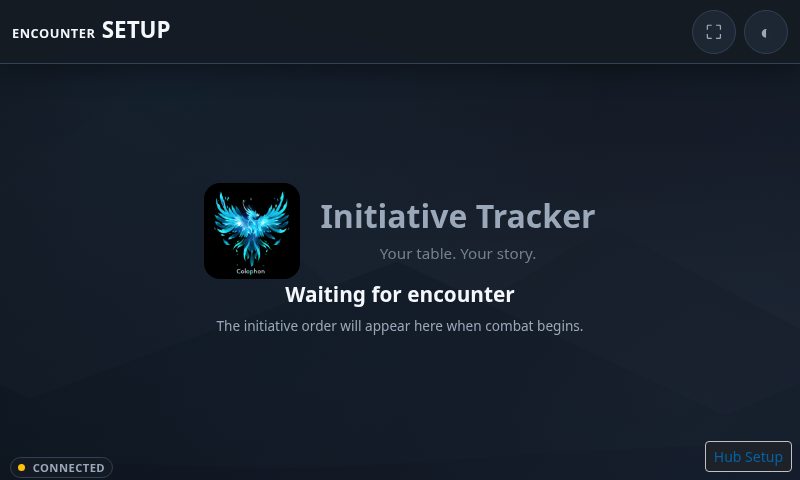 ENCOUNTER SETUP
Colophon
Initiative Tracker
Your table. Your story.
Waiting for encounter
The initiative order will appear here when combat begins.
CONNECTED
Hub Setup